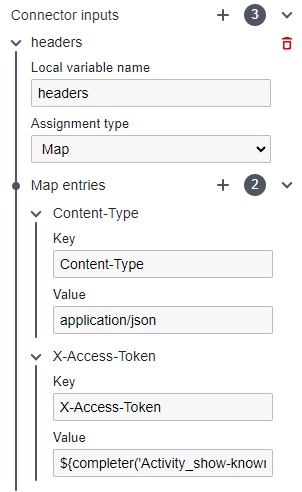 Connector inputs 3
headers
Local variable name
headers
Assignment type
Map
Map entries 2
Content-Type
Key
Content-Type
Value
application/json
X-Access-Token
Key
X-Access-Token
Value
${completer('Activity_show-known